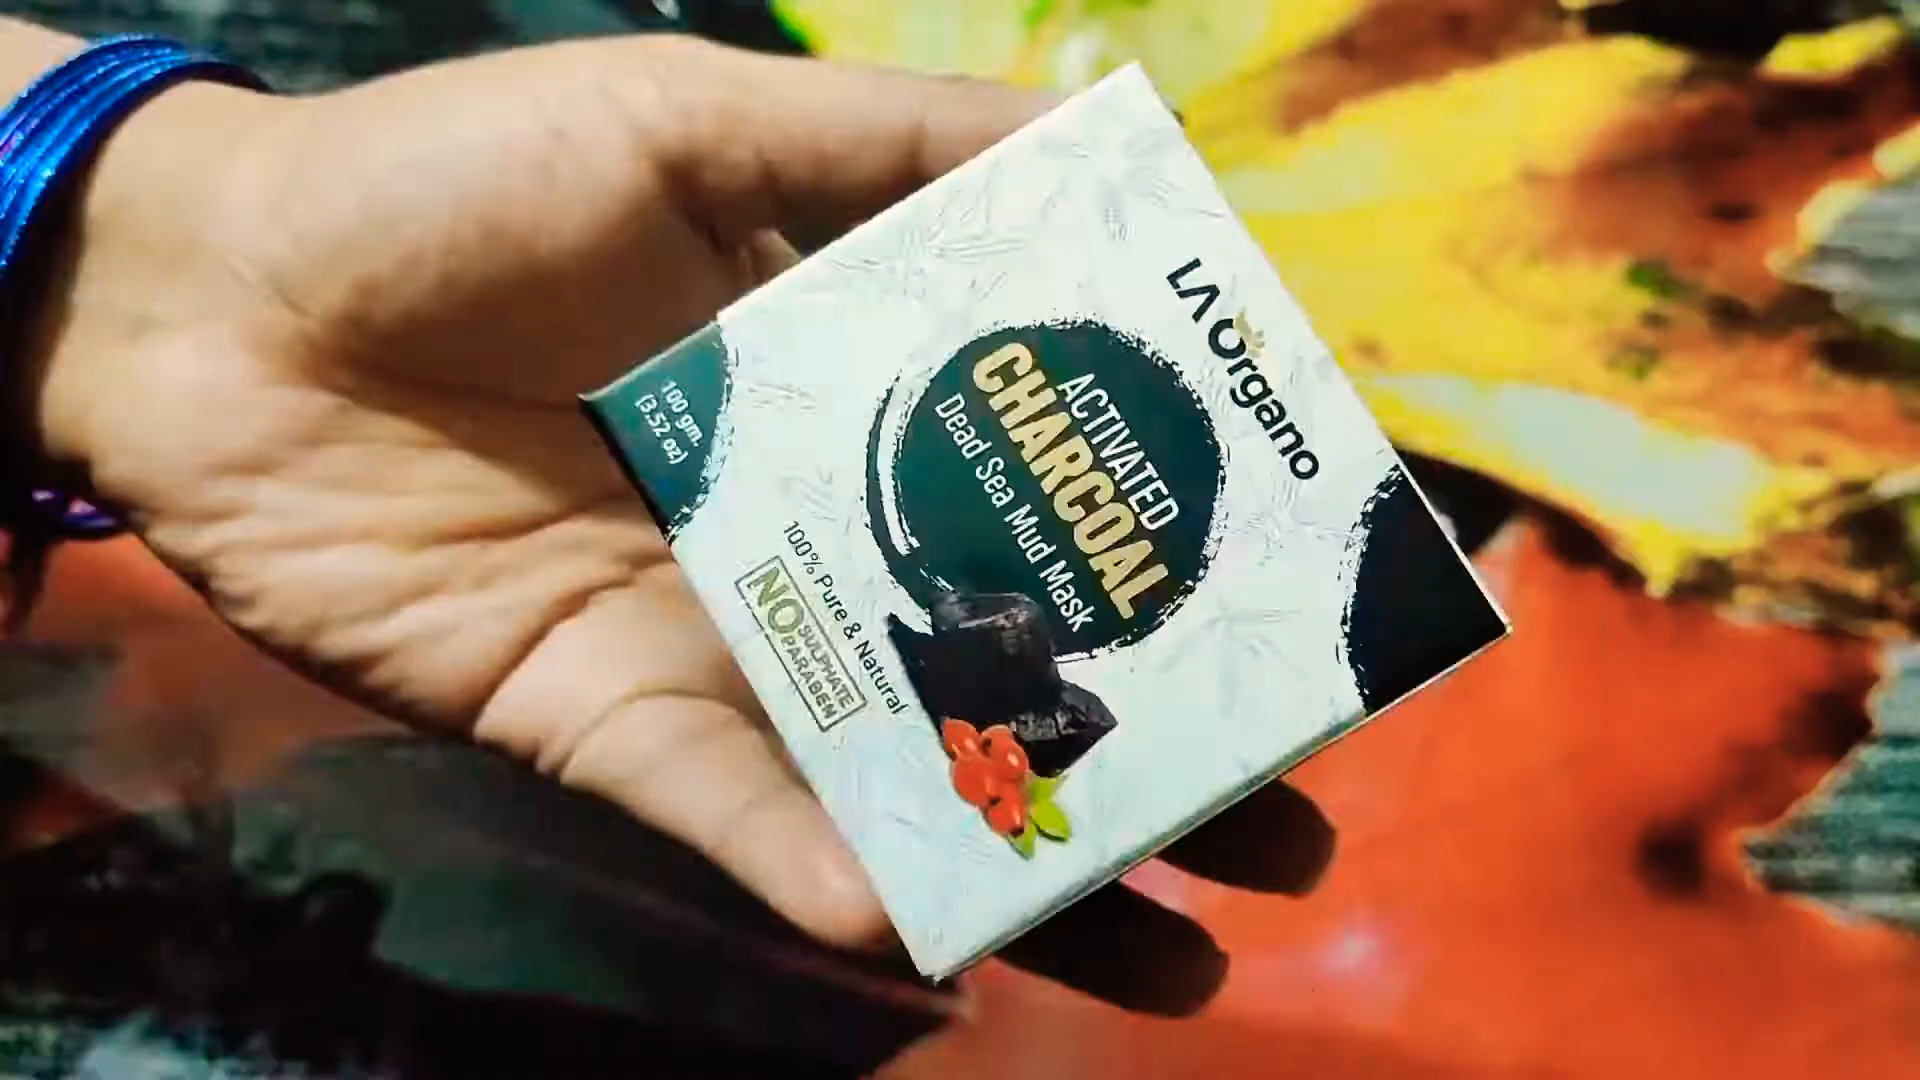 LA Organo
ACTIVATED
CHARCOAL
Dead Sea Mud Mask
100% Pure & Natural
NO SULPHATE
PARABEN
100 gm.
(3.52 oz)